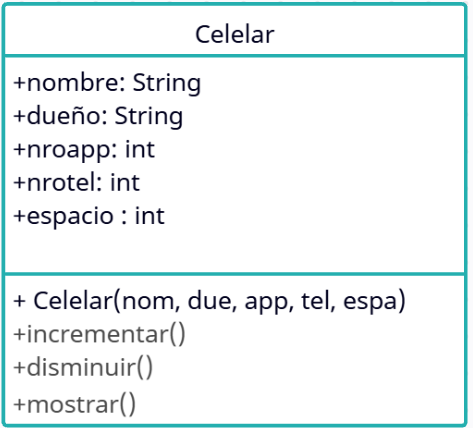 Celelar
+nombre: String
+dueño: String
+nroapp: int
+nrotel: int
+espacio : int
+ Celelar(nom, due, app, tel, espa)
+incrementar()
+disminuir()
+mostrar()